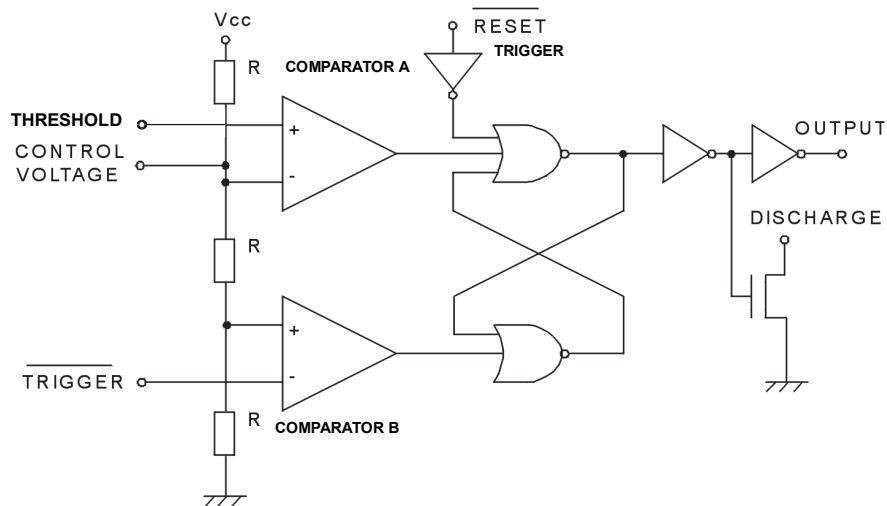 Vcc
RESET
TRIGGER
R
COMPARATOR A
THRESHOLD
+
OUTPUT
CONTROL
VOLTAGE
-
DISCHARGE
R
+
TRIGGER
-
R
COMPARATOR B